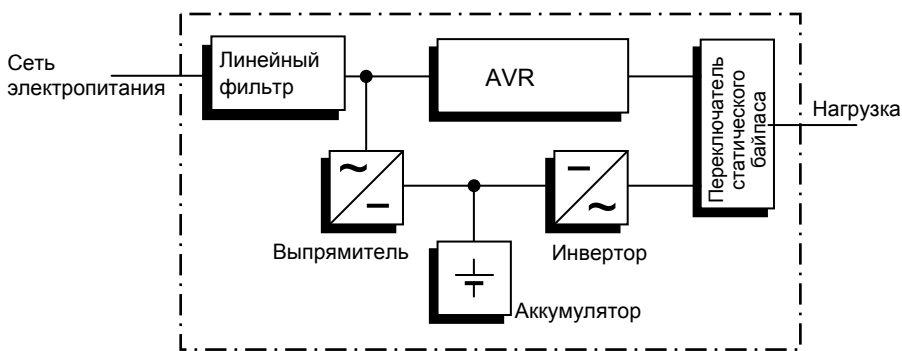 Сеть
электропитания
Линейный
фильтр
AVR
Переключатель
статического
байпаса
Нагрузка
Выпрямитель
Инвертор
Аккумулятор